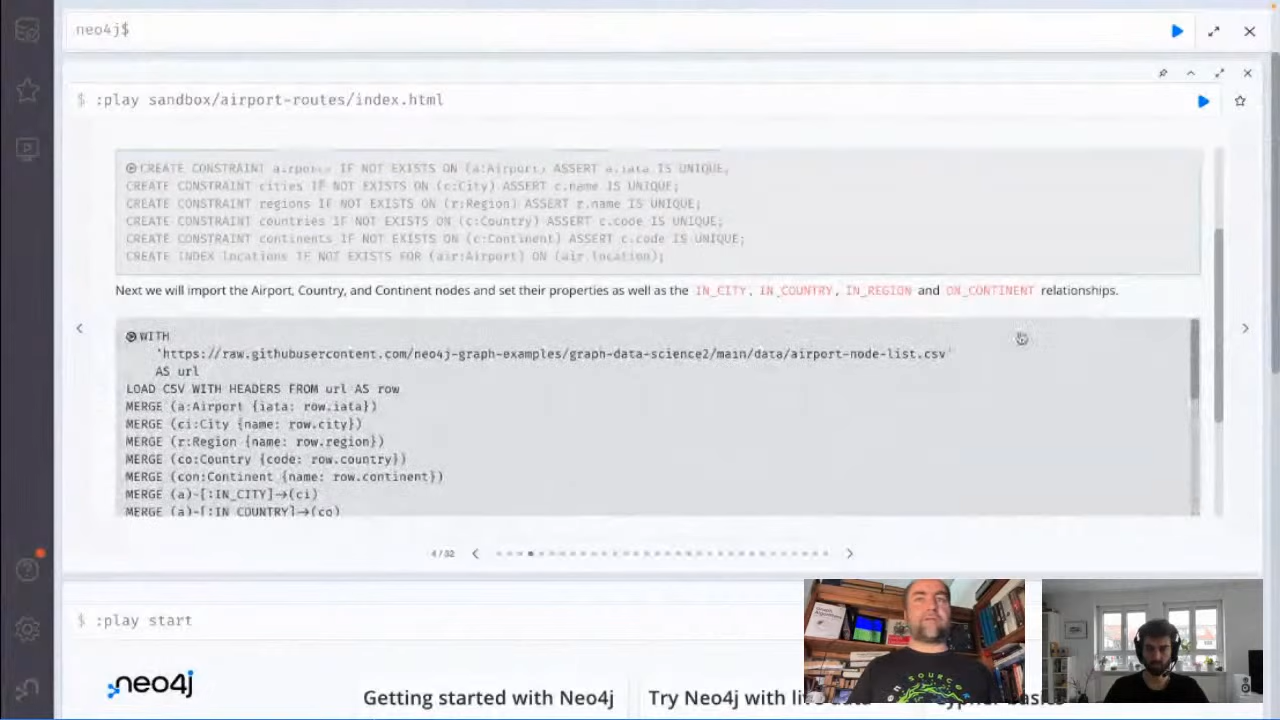 neo4j$
$ :play sandbox/airport-routes/index.html
CREATE CONSTRAINT airports IF NOT EXISTS ON (a:Airport) ASSERT a.iata IS UNIQUE;
CREATE CONSTRAINT cities IF NOT EXISTS ON (c:City) ASSERT c.name IS UNIQUE;
CREATE CONSTRAINT regions IF NOT EXISTS ON (r:Region) ASSERT r.name IS UNIQUE;
CREATE CONSTRAINT countries IF NOT EXISTS ON (c:Country) ASSERT c.code IS UNIQUE;
CREATE CONSTRAINT continents IF NOT EXISTS ON (c:Continent) ASSERT c.code IS UNIQUE;
CREATE INDEX locations IF NOT EXISTS FOR (air:Airport) ON (air.location);
Next we will import the Airport, Country, and Continent nodes and set their properties as well as the IN_CITY, IN_COUNTRY, IN_REGION and ON_CONTINENT relationships.
WITH
'https://raw.githubusercontent.com/neo4j-graph-examples/graph-data-science2/main/data/airport-node-list.csv'
AS url
LOAD CSV WITH HEADERS FROM url AS row
MERGE (a:Airport {iata: row.iata})
MERGE (ci:City {name: row.city})
MERGE (r:Region {name: row.region})
MERGE (co:Country {code: row.country})
MERGE (con:Continent {name: row.continent})
MERGE (a)-[:IN_CITY]->(ci)
MERGE (a)-[:IN_COUNTRY]->(co)
4 / 32
$ :play start
neo4j
Getting started with Neo4j
Try Neo4j with live data